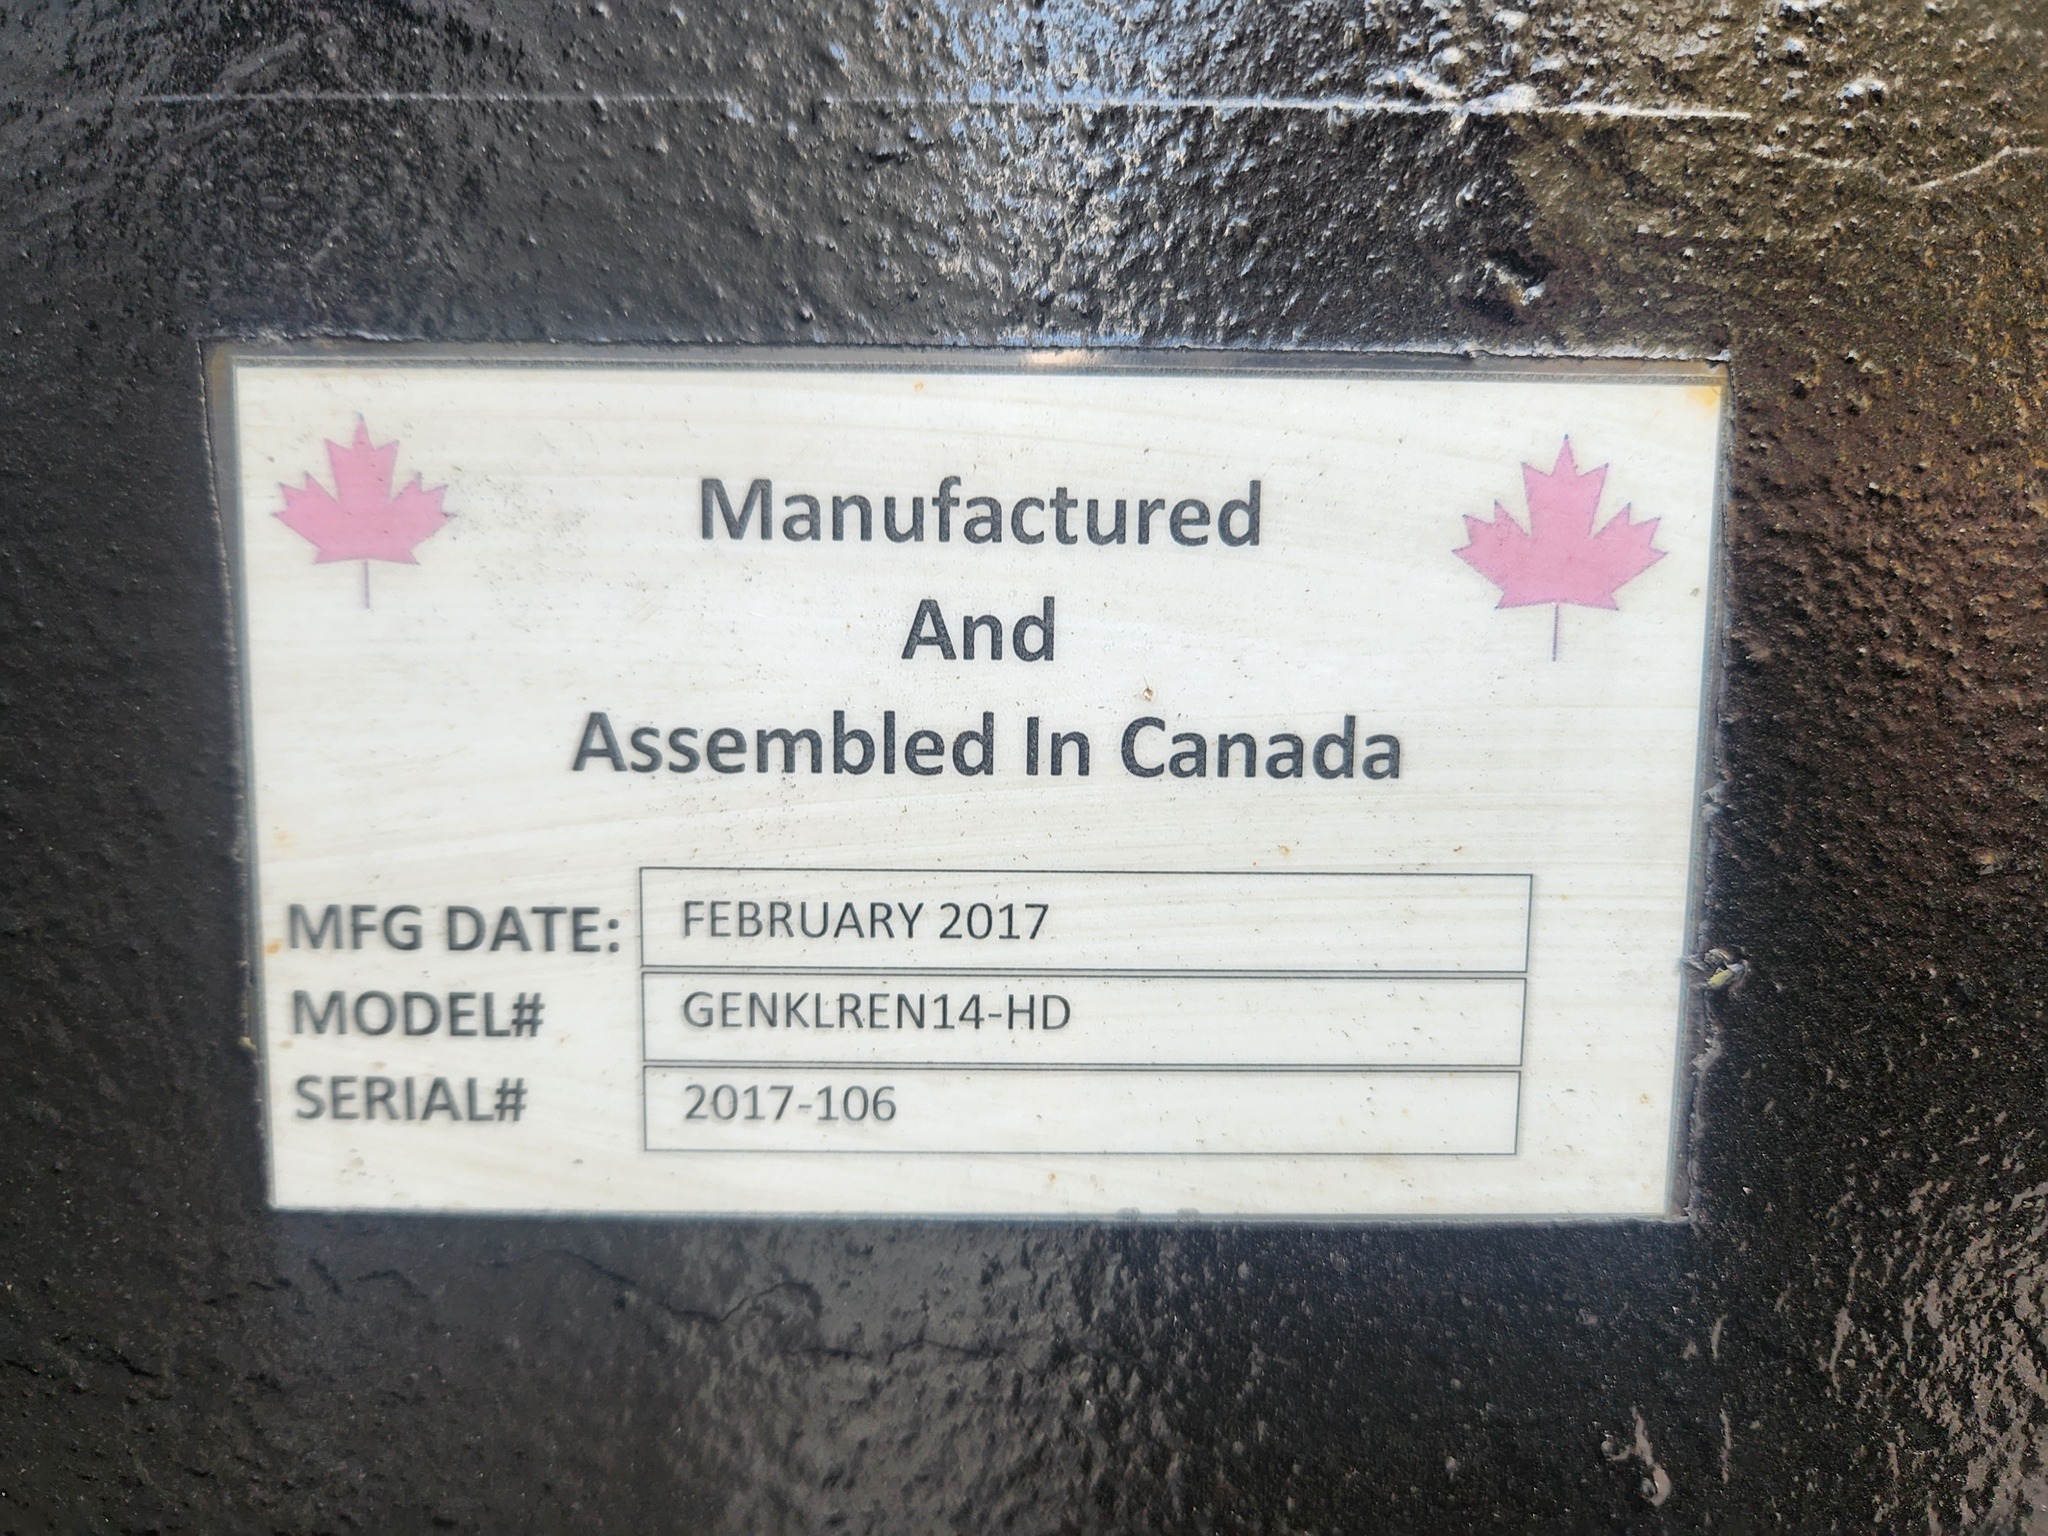 Manufactured
And
Assembled In Canada
MFG DATE: FEBRUARY 2017
MODEL# GENKLREN14-HD
SERIAL# 2017-106